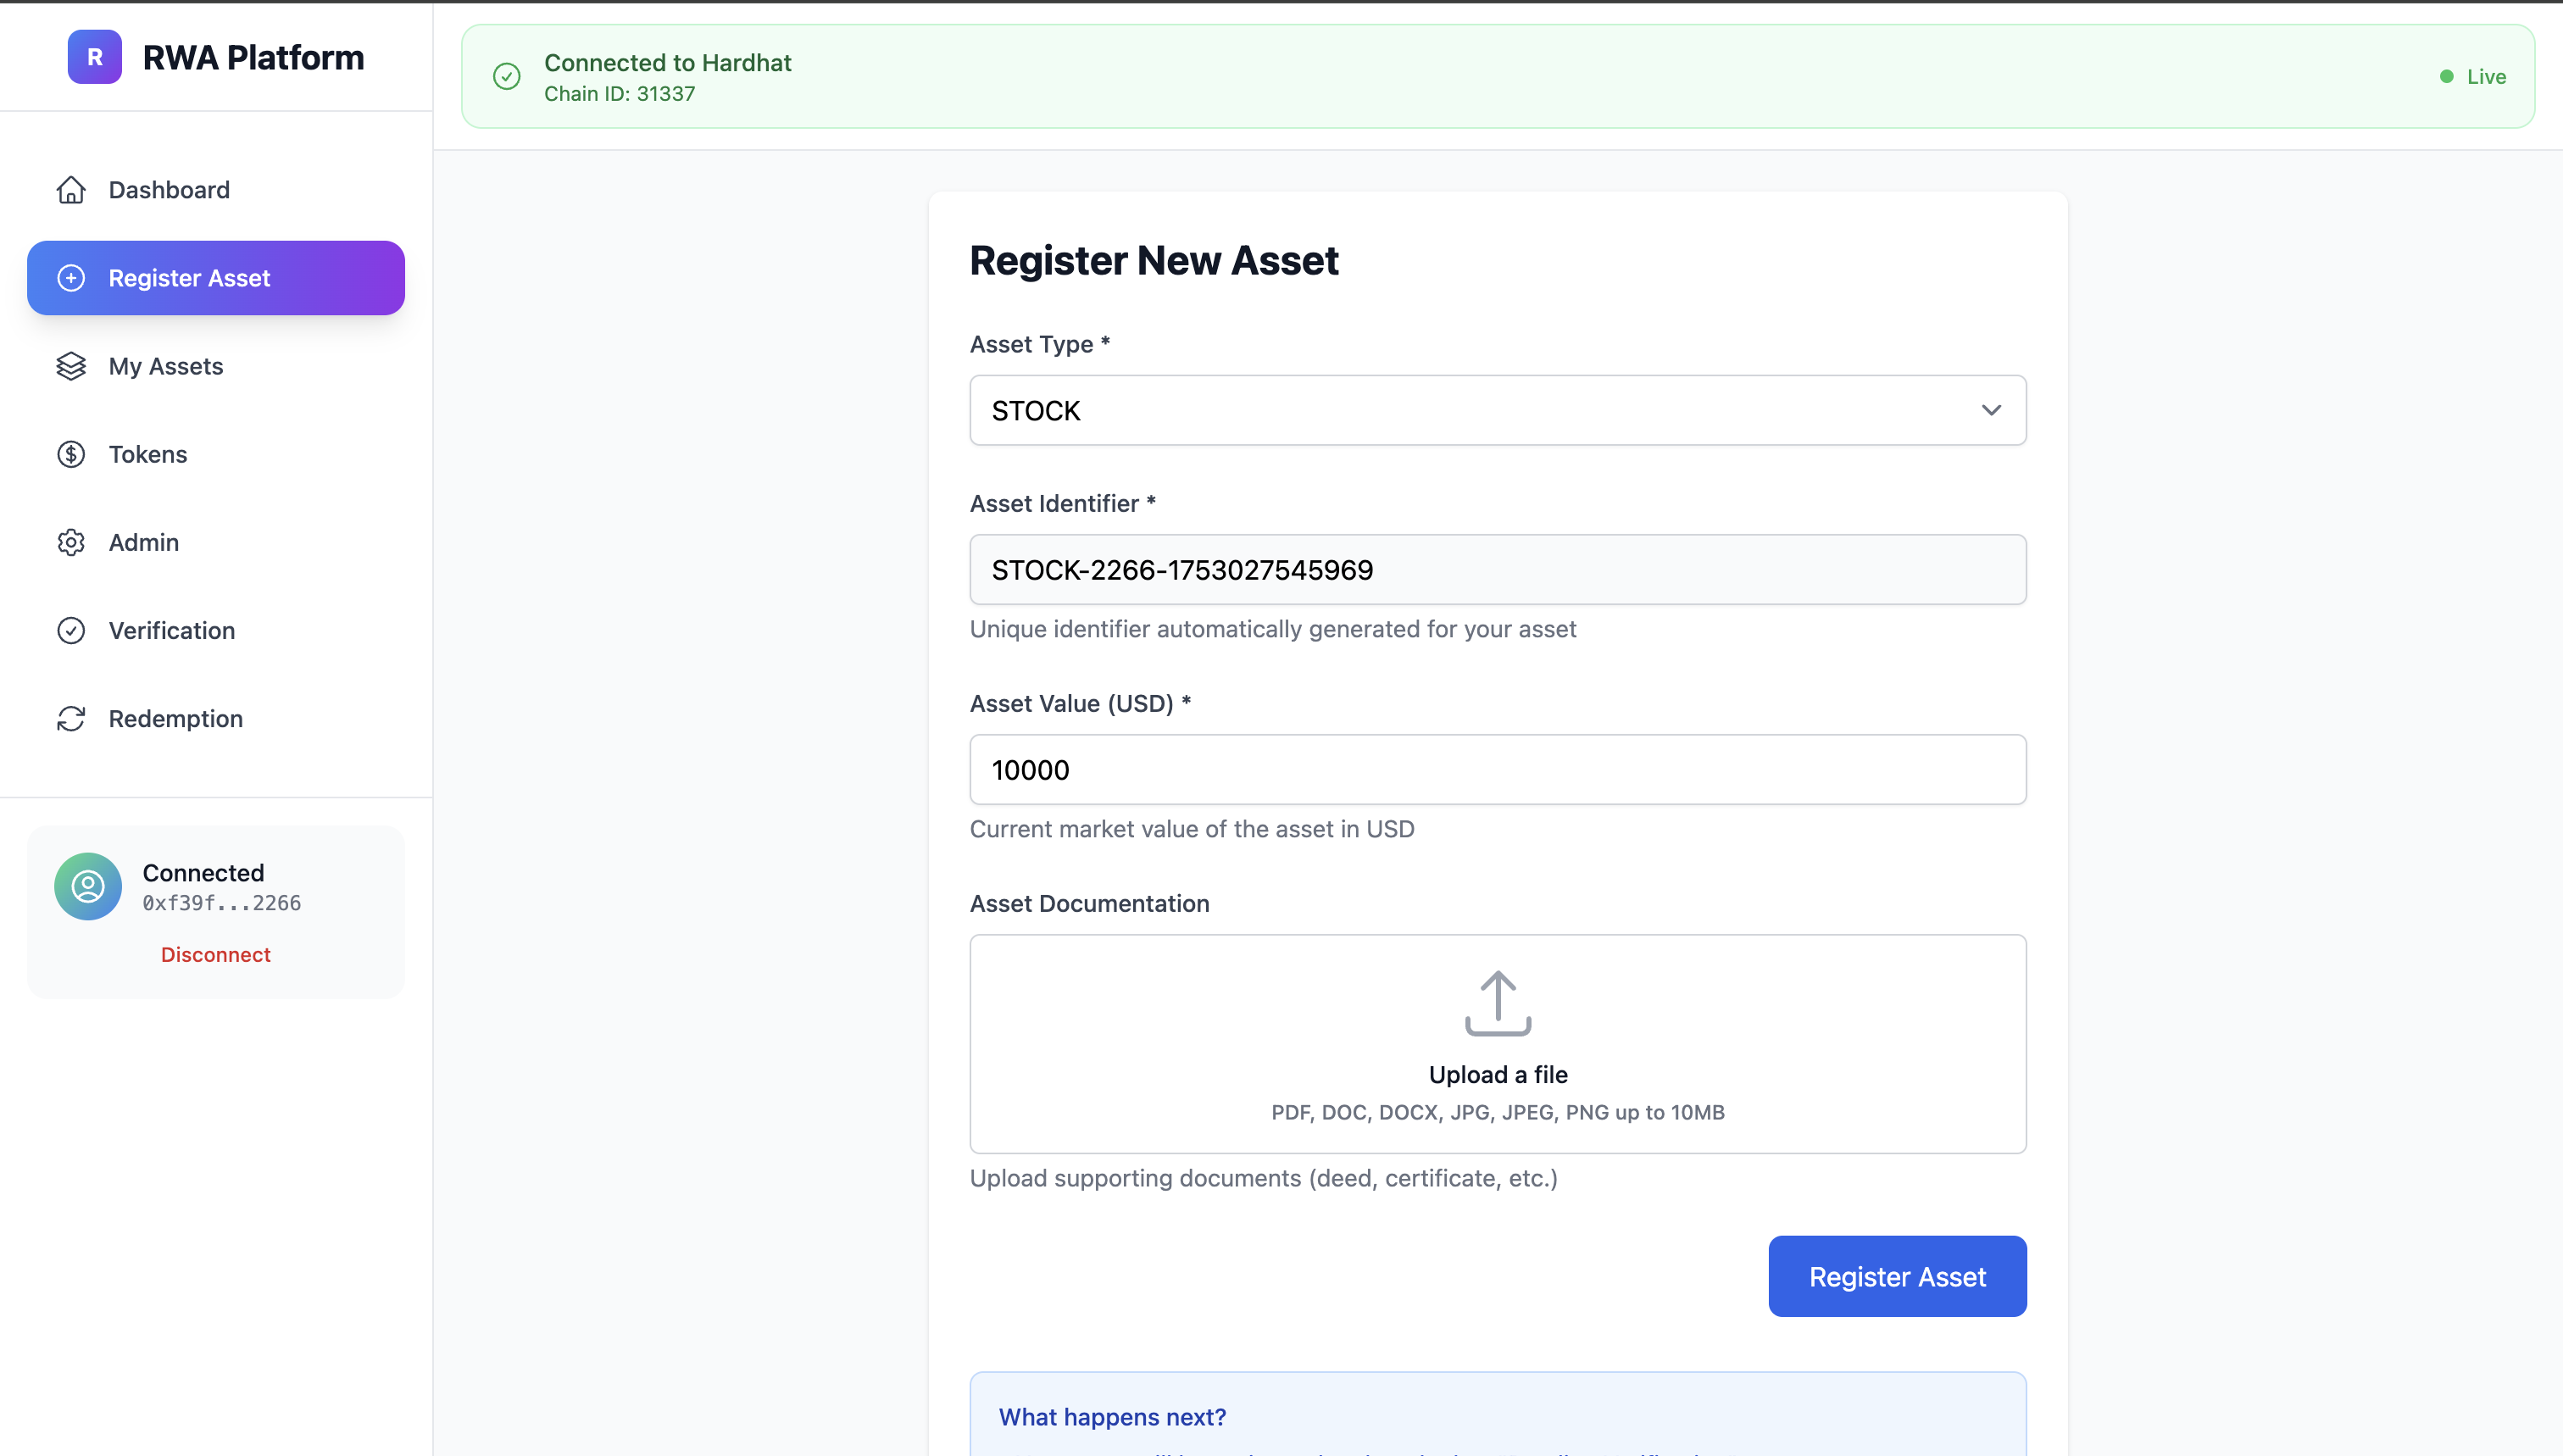 R
RWA Platform
Dashboard
Register Asset
My Assets
Tokens
Admin
Verification
Redemption
Connected
0xf39f...2266
Disconnect
Connected to Hardhat
Chain ID: 31337
Live
Register New Asset
Asset Type *
STOCK
Asset Identifier *
STOCK-2266-1753027545969
Unique identifier automatically generated for your asset
Asset Value (USD) *
10000
Current market value of the asset in USD
Asset Documentation
Upload a file
PDF, DOC, DOCX, JPG, JPEG, PNG up to 10MB
Upload supporting documents (deed, certificate, etc.)
Register Asset
What happens next?